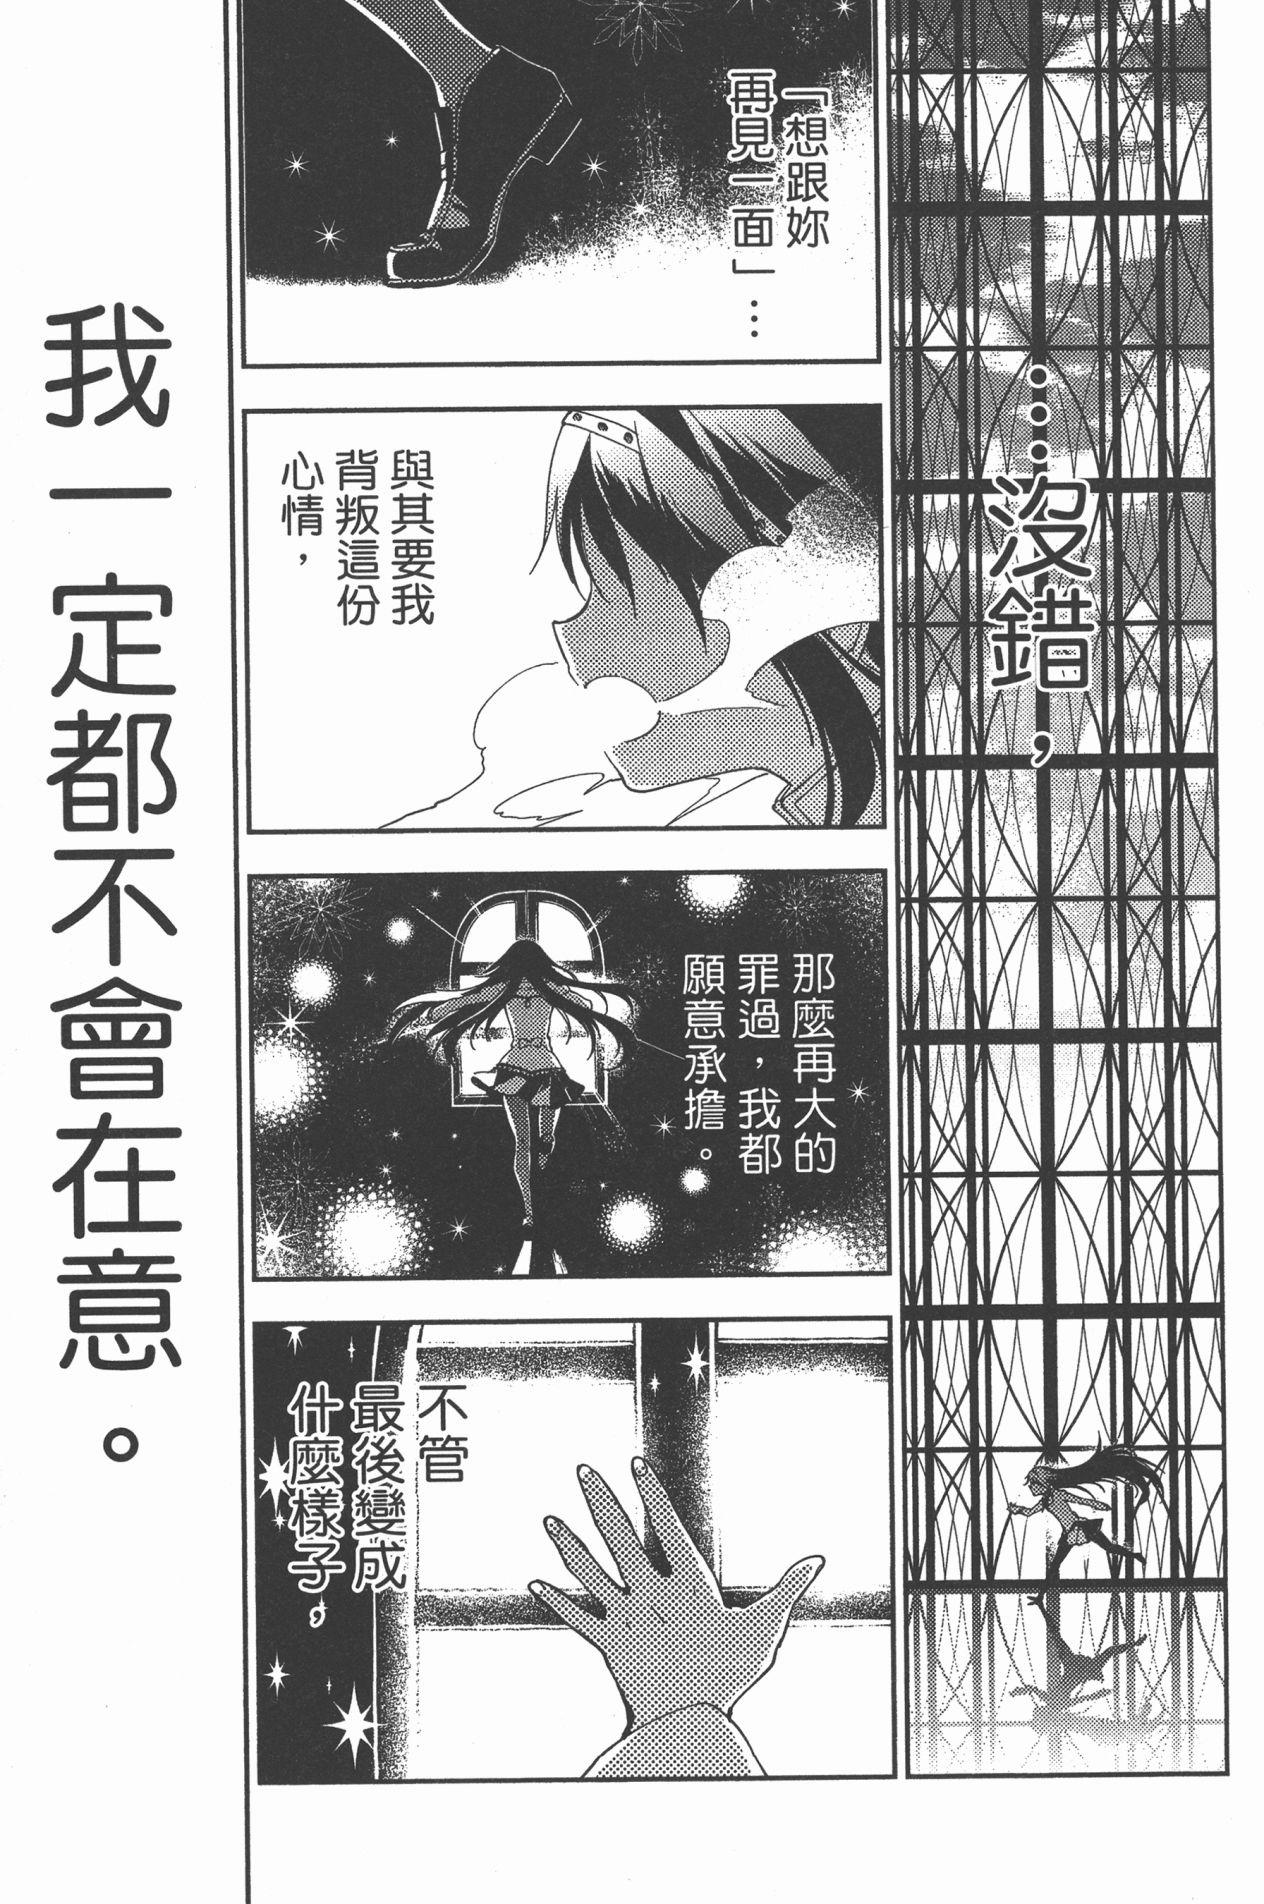 ……沒錯，
「想跟妳
再見一面」…
與其要我
背叛這份
心情，
那麼再大的
罪過，我都
願意承擔。
不管
最後變成
什麼樣子，
我一定都不會在意。